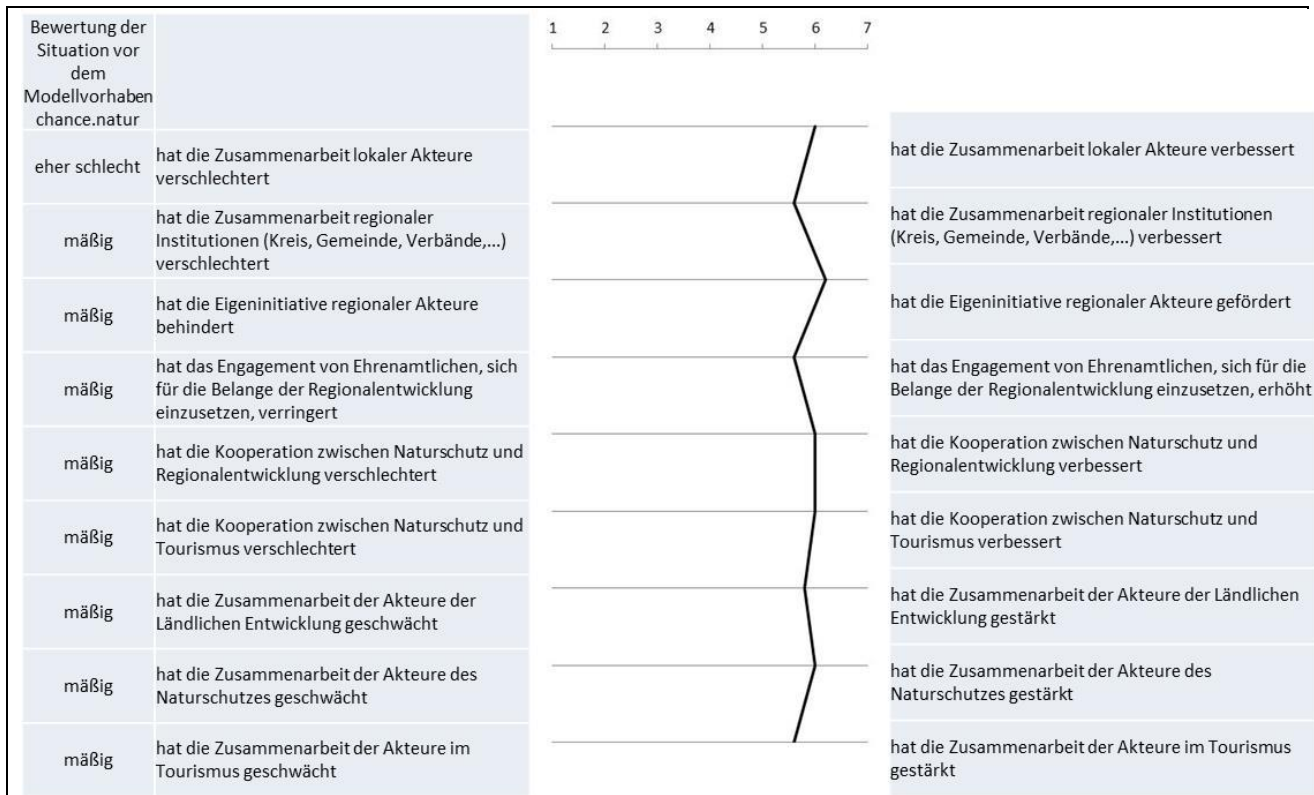 Bewertung der
Situation vor
dem
Modellvorhaben
chance.natur
1 2 3 4 5 6 7
eher schlecht
hat die Zusammenarbeit lokaler Akteure
verschlechtert
hat die Zusammenarbeit lokaler Akteure verbessert
mäßig
hat die Zusammenarbeit regionaler
Institutionen (Kreis, Gemeinde, Verbände,...)
verschlechtert
hat die Zusammenarbeit regionaler Institutionen
(Kreis, Gemeinde, Verbände,...) verbessert
mäßig
hat die Eigeninitiative regionaler Akteure
behindert
hat die Eigeninitiative regionaler Akteure gefördert
mäßig
hat das Engagement von Ehrenamtlichen, sich
für die Belange der Regionalentwicklung
einzusetzen, verringert
hat das Engagement von Ehrenamtlichen, sich für die
Belange der Regionalentwicklung einzusetzen, erhöht
mäßig
hat die Kooperation zwischen Naturschutz und
Regionalentwicklung verschlechtert
hat die Kooperation zwischen Naturschutz und
Regionalentwicklung verbessert
mäßig
hat die Kooperation zwischen Naturschutz und
Tourismus verschlechtert
hat die Kooperation zwischen Naturschutz und
Tourismus verbessert
mäßig
hat die Zusammenarbeit der Akteure der
Ländlichen Entwicklung geschwächt
hat die Zusammenarbeit der Akteure der Ländlichen
Entwicklung gestärkt
mäßig
hat die Zusammenarbeit der Akteure des
Naturschutzes geschwächt
hat die Zusammenarbeit der Akteure des
Naturschutzes gestärkt
mäßig
hat die Zusammenarbeit der Akteure im
Tourismus geschwächt
hat die Zusammenarbeit der Akteure im Tourismus
gestärkt